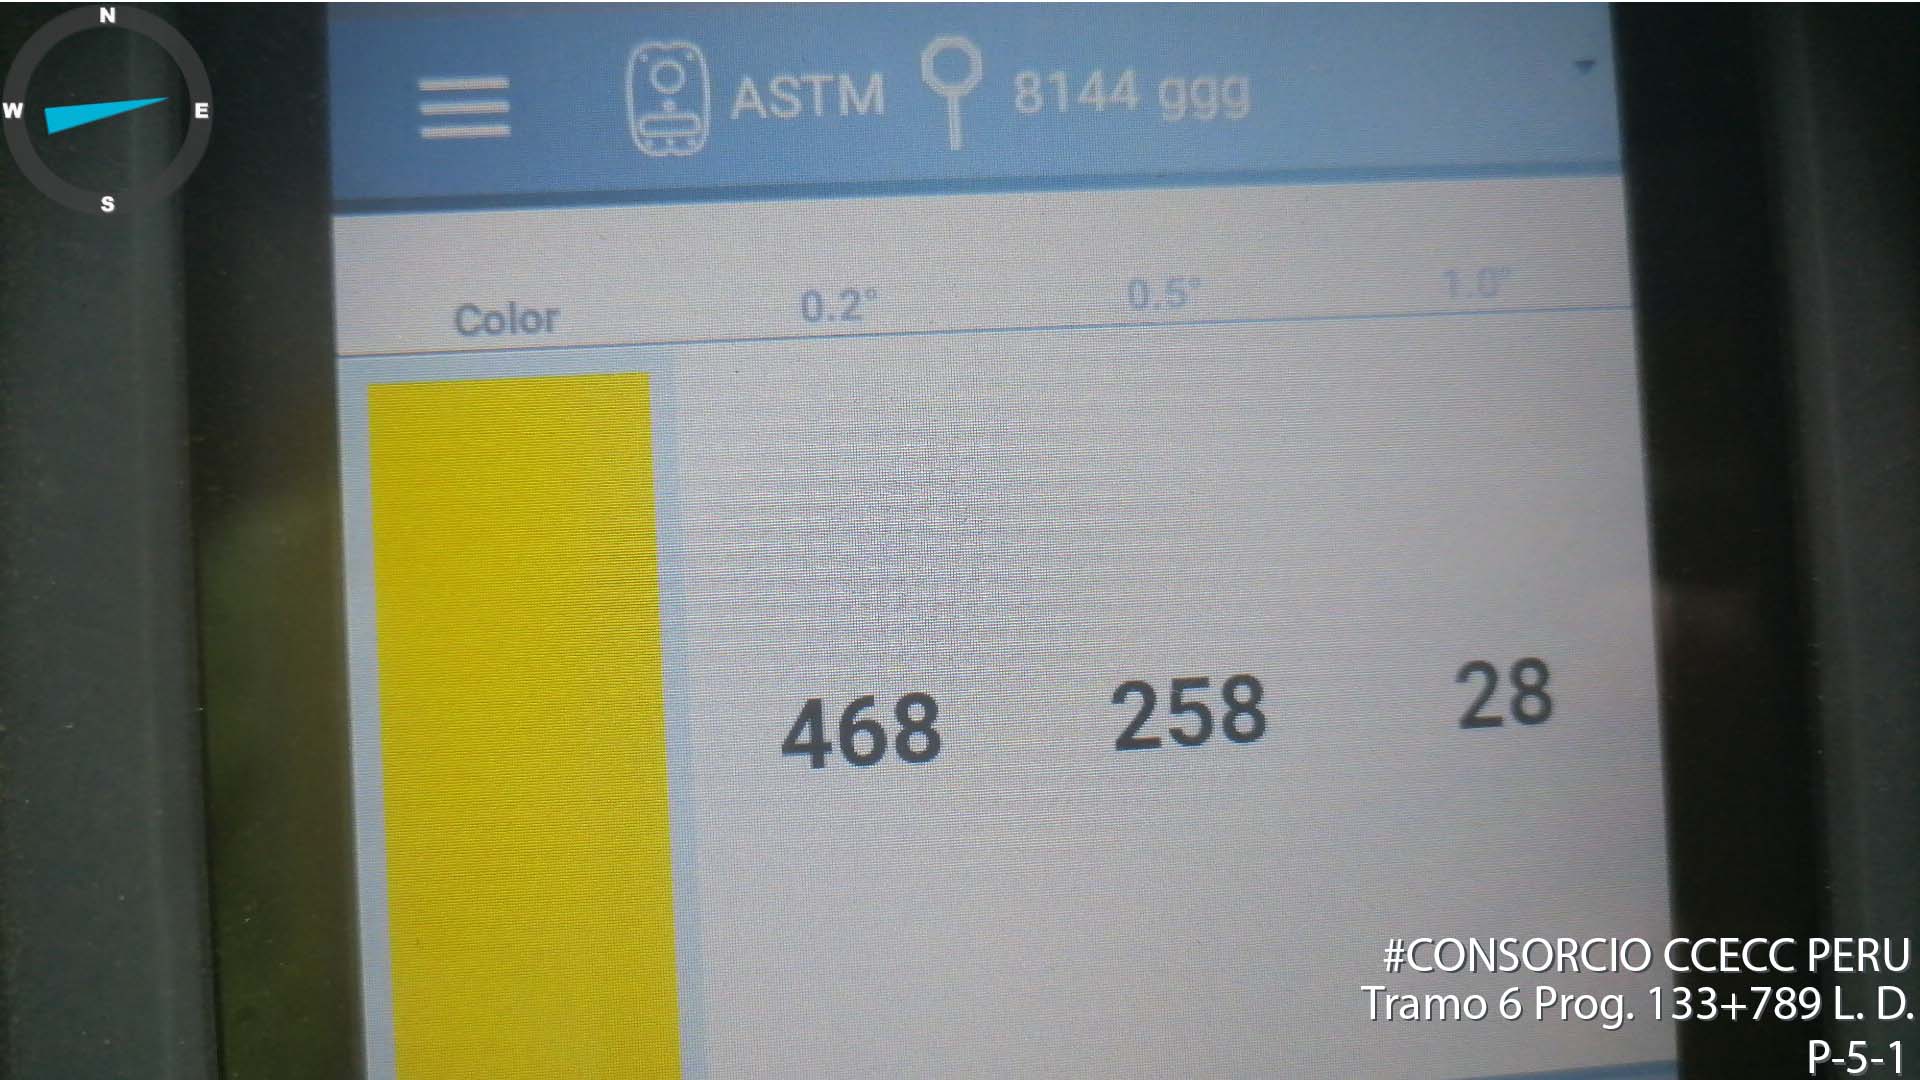 N
W E
S
ASTM 8144 ggg
Color 0.2° 0.5° 1.0°
468 258 28
#CONSORCIO CCECC PERU
Tramo 6 Prog. 133+789 L. D.
P-5-1